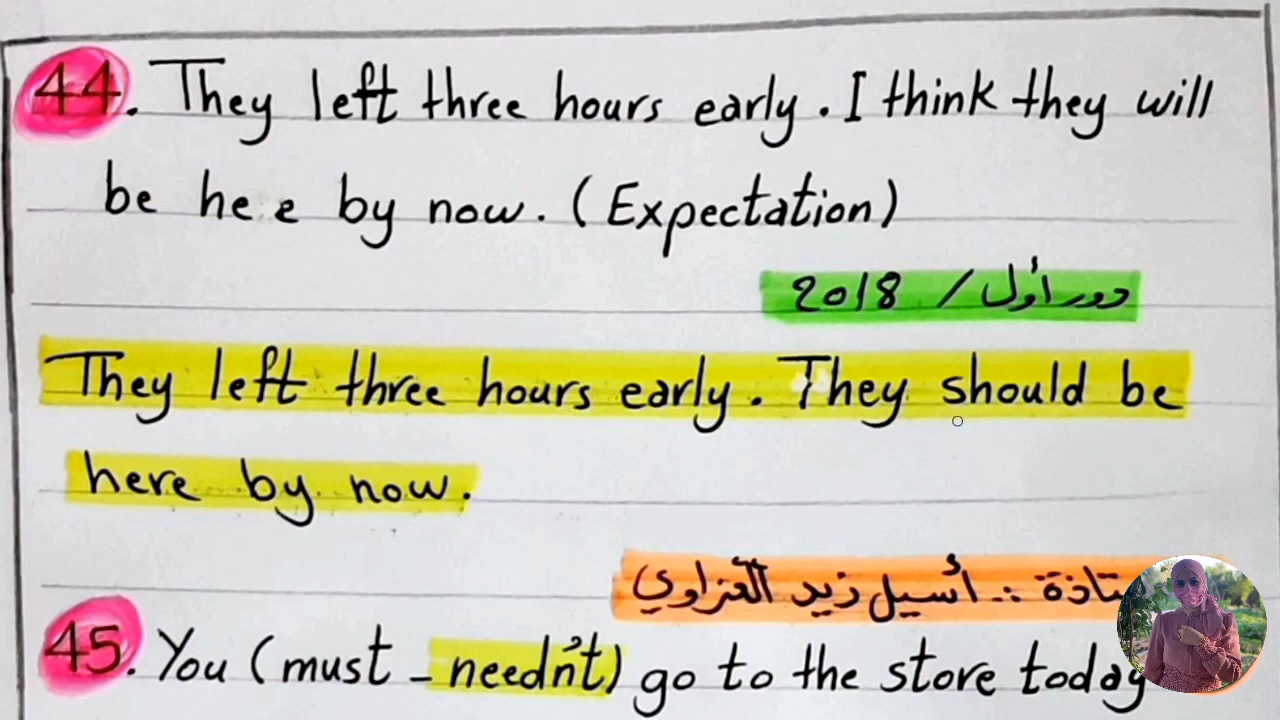 44. They left three hours early. I think they will
be here by now. (Expectation)
دور أول / 2018
They left three hours early. They should be
here by now.
ستاذة :. أسيل زيد العزاوي
45. You (must - needn't) go to the store today